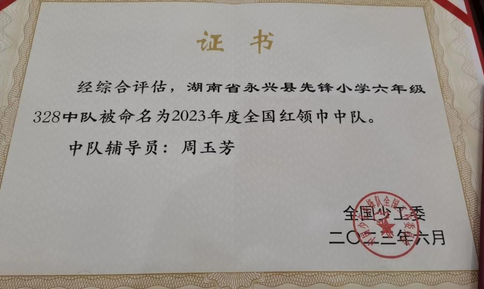 证书
经综合评估，湖南省永兴县先锋小学六年级
328中队被命名为2023年度全国红领巾中队。
中队辅导员：周玉芳
全国少工委
二〇二三年六月